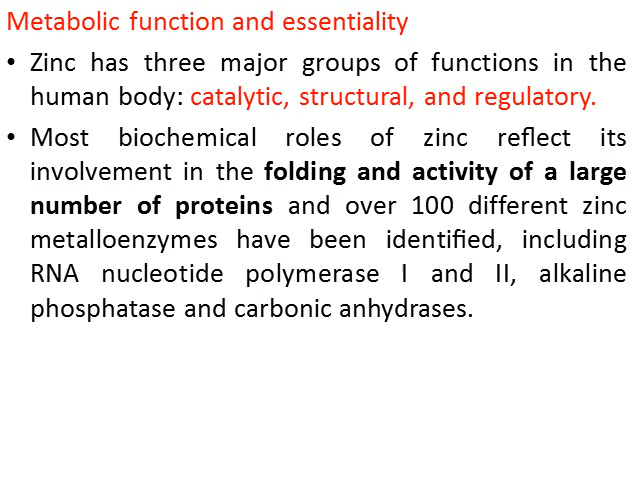 Metabolic function and essentiality
• Zinc has three major groups of functions in the
human body: catalytic, structural, and regulatory.
• Most biochemical roles of zinc reflect its
involvement in the folding and activity of a large
number of proteins and over 100 different zinc
metalloenzymes have been identified, including
RNA nucleotide polymerase I and II, alkaline
phosphatase and carbonic anhydrases.